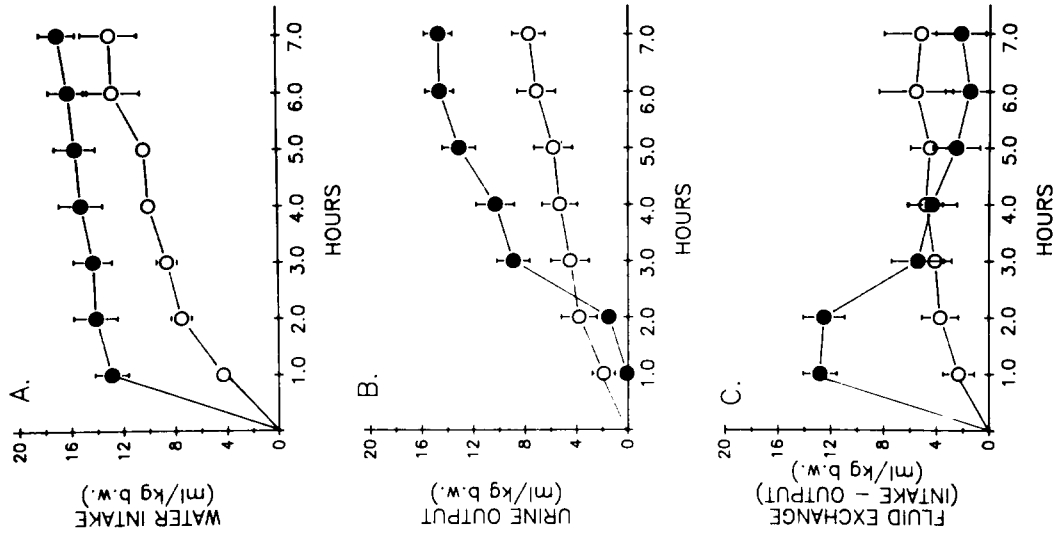 A.
WATER INTAKE
(ml/kg b.w.)
20
16
12
8
4
0
1.0 2.0 3.0 4.0 5.0 6.0 7.0
HOURS
B.
URINE OUTPUT
(ml/kg b.w.)
20
16
12
8
4
0
1.0 2.0 3.0 4.0 5.0 6.0 7.0
HOURS
C.
FLUID EXCHANGE
(INTAKE – OUTPUT)
(ml/kg b.w.)
20
16
12
8
4
0
1.0 2.0 3.0 4.0 5.0 6.0 7.0
HOURS